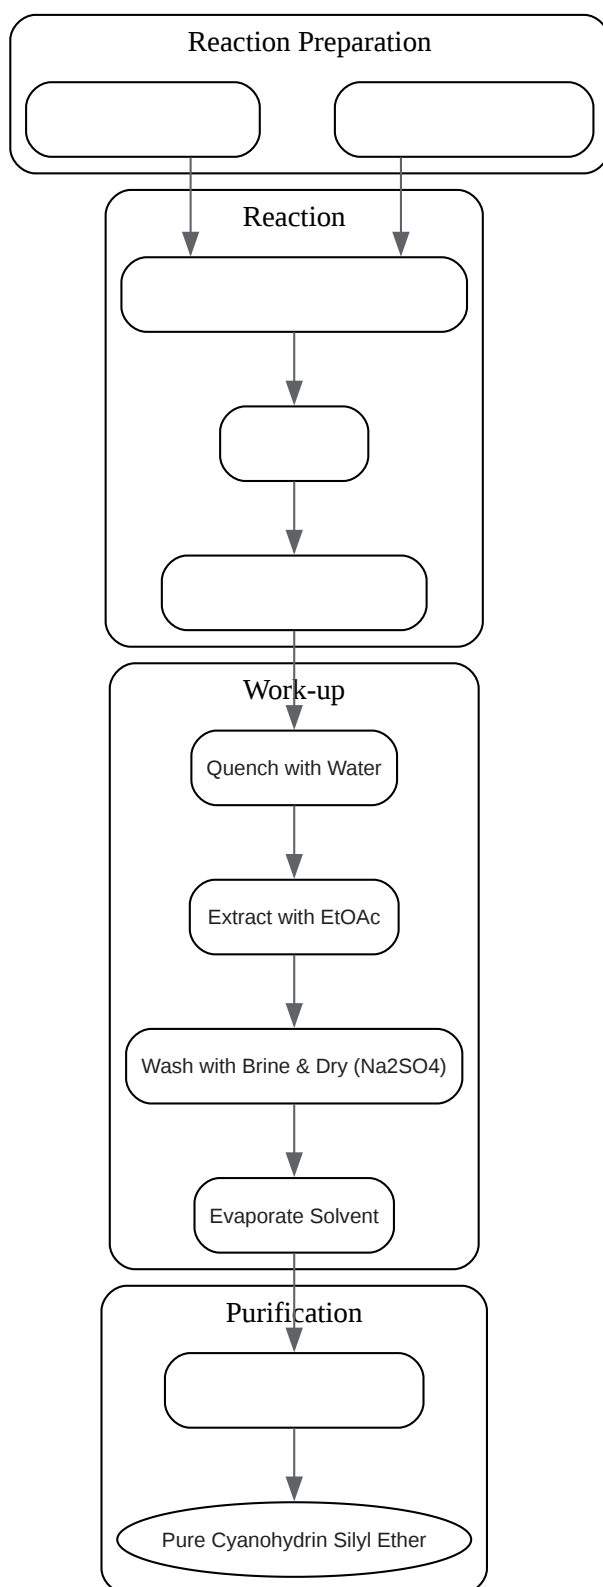 Reaction Preparation
Reaction
Work-up
Quench with Water
Extract with EtOAc
Wash with Brine & Dry (Na2SO4)
Evaporate Solvent
Purification
Pure Cyanohydrin Silyl Ether